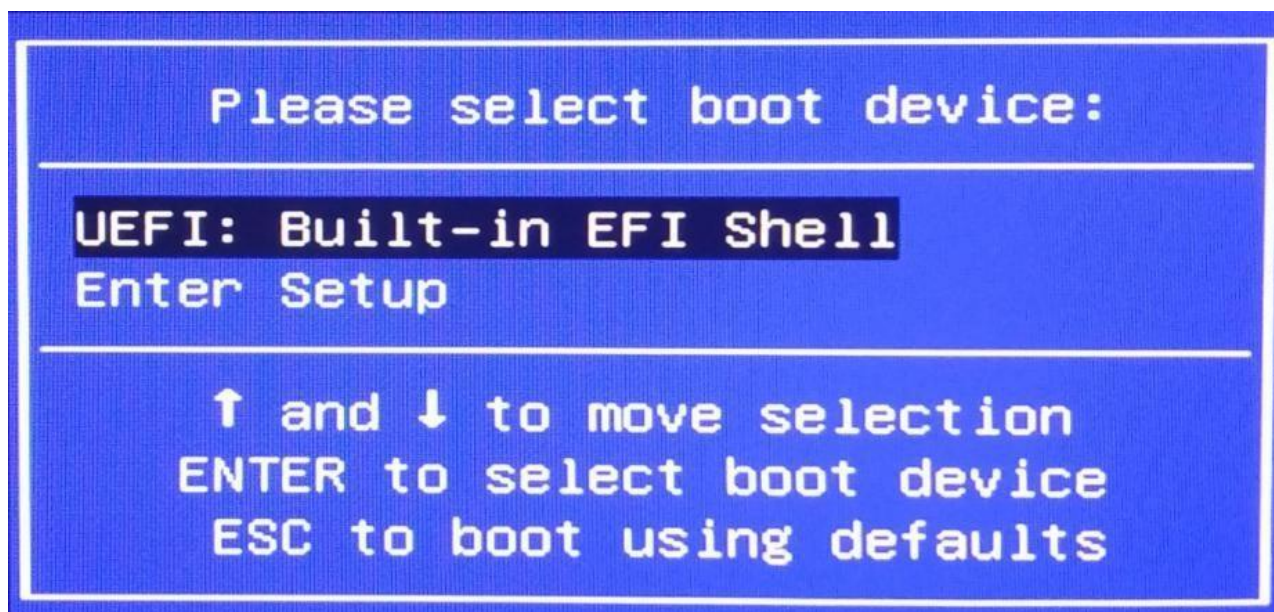 Please select boot device:
UEFI: Built-in EFI Shell
Enter Setup
↑ and ↓ to move selection
ENTER to select boot device
ESC to boot using defaults